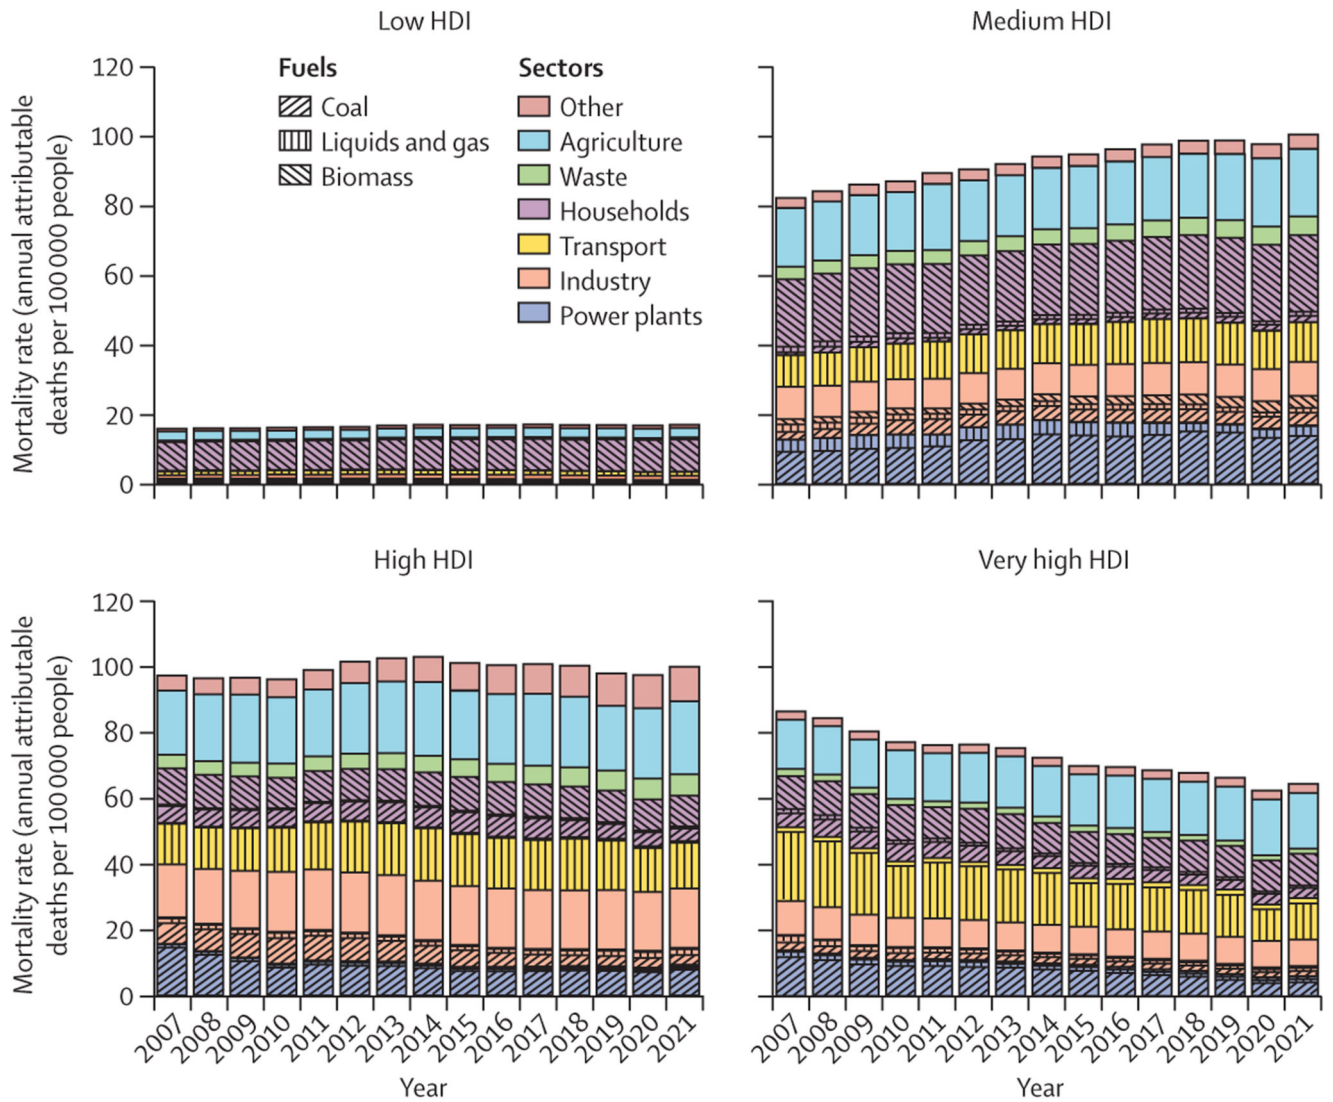 Low HDI
Medium HDI
Mortality rate (annual attributable
deaths per 100 000 people)
120
100
80
60
40
20
0
Fuels
Coal
Liquids and gas
Biomass
Sectors
Other
Agriculture
Waste
Households
Transport
Industry
Power plants
High HDI
Very high HDI
Mortality rate (annual attributable
deaths per 100 000 people)
120
100
80
60
40
20
0
2007
2008
2009
2010
2011
2012
2013
2014
2015
2016
2017
2018
2019
2020
2021
Year
2007
2008
2009
2010
2011
2012
2013
2014
2015
2016
2017
2018
2019
2020
2021
Year